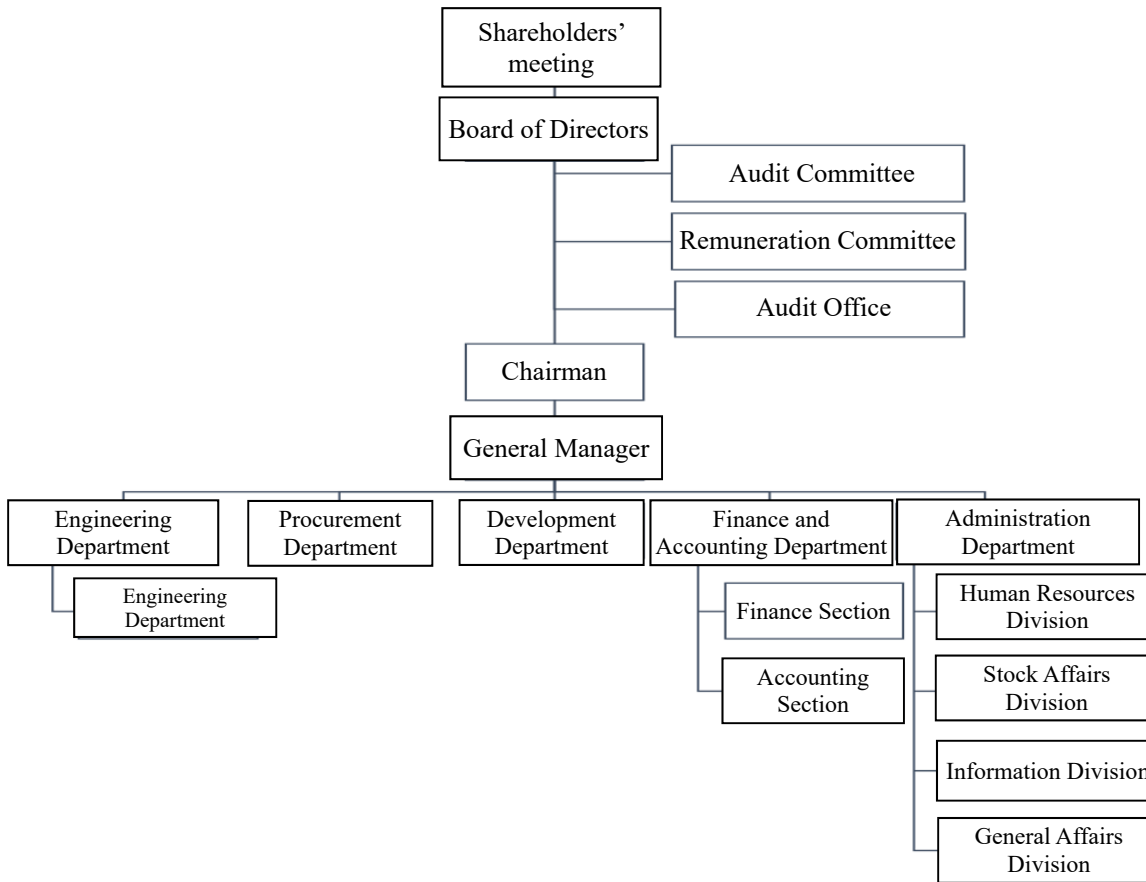 Shareholders’
meeting
Board of Directors
Audit Committee
Remuneration Committee
Audit Office
Chairman
General Manager
Engineering
Department
Procurement
Department
Development
Department
Finance and
Accounting Department
Administration
Department
Engineering
Department
Finance Section
Accounting
Section
Human Resources
Division
Stock Affairs
Division
Information Division
General Affairs
Division